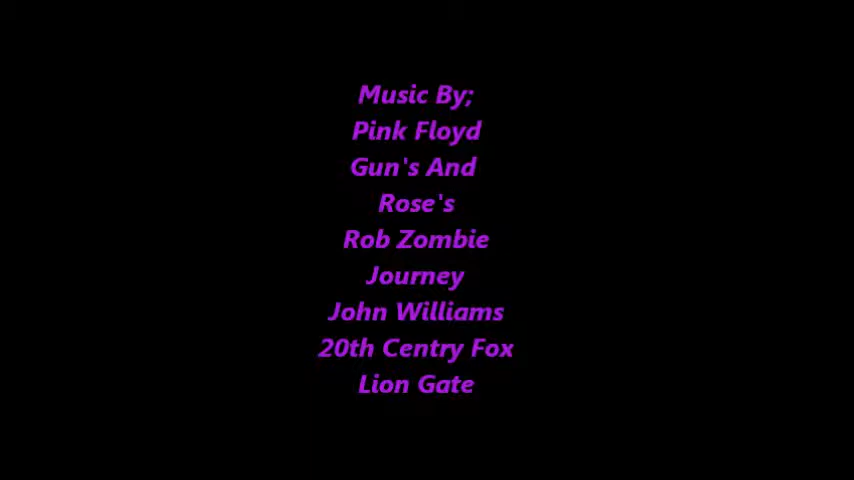 Music By;
Pink Floyd
Gun's And
Rose's
Rob Zombie
Journey
John Williams
20th Centry Fox
Lion Gate